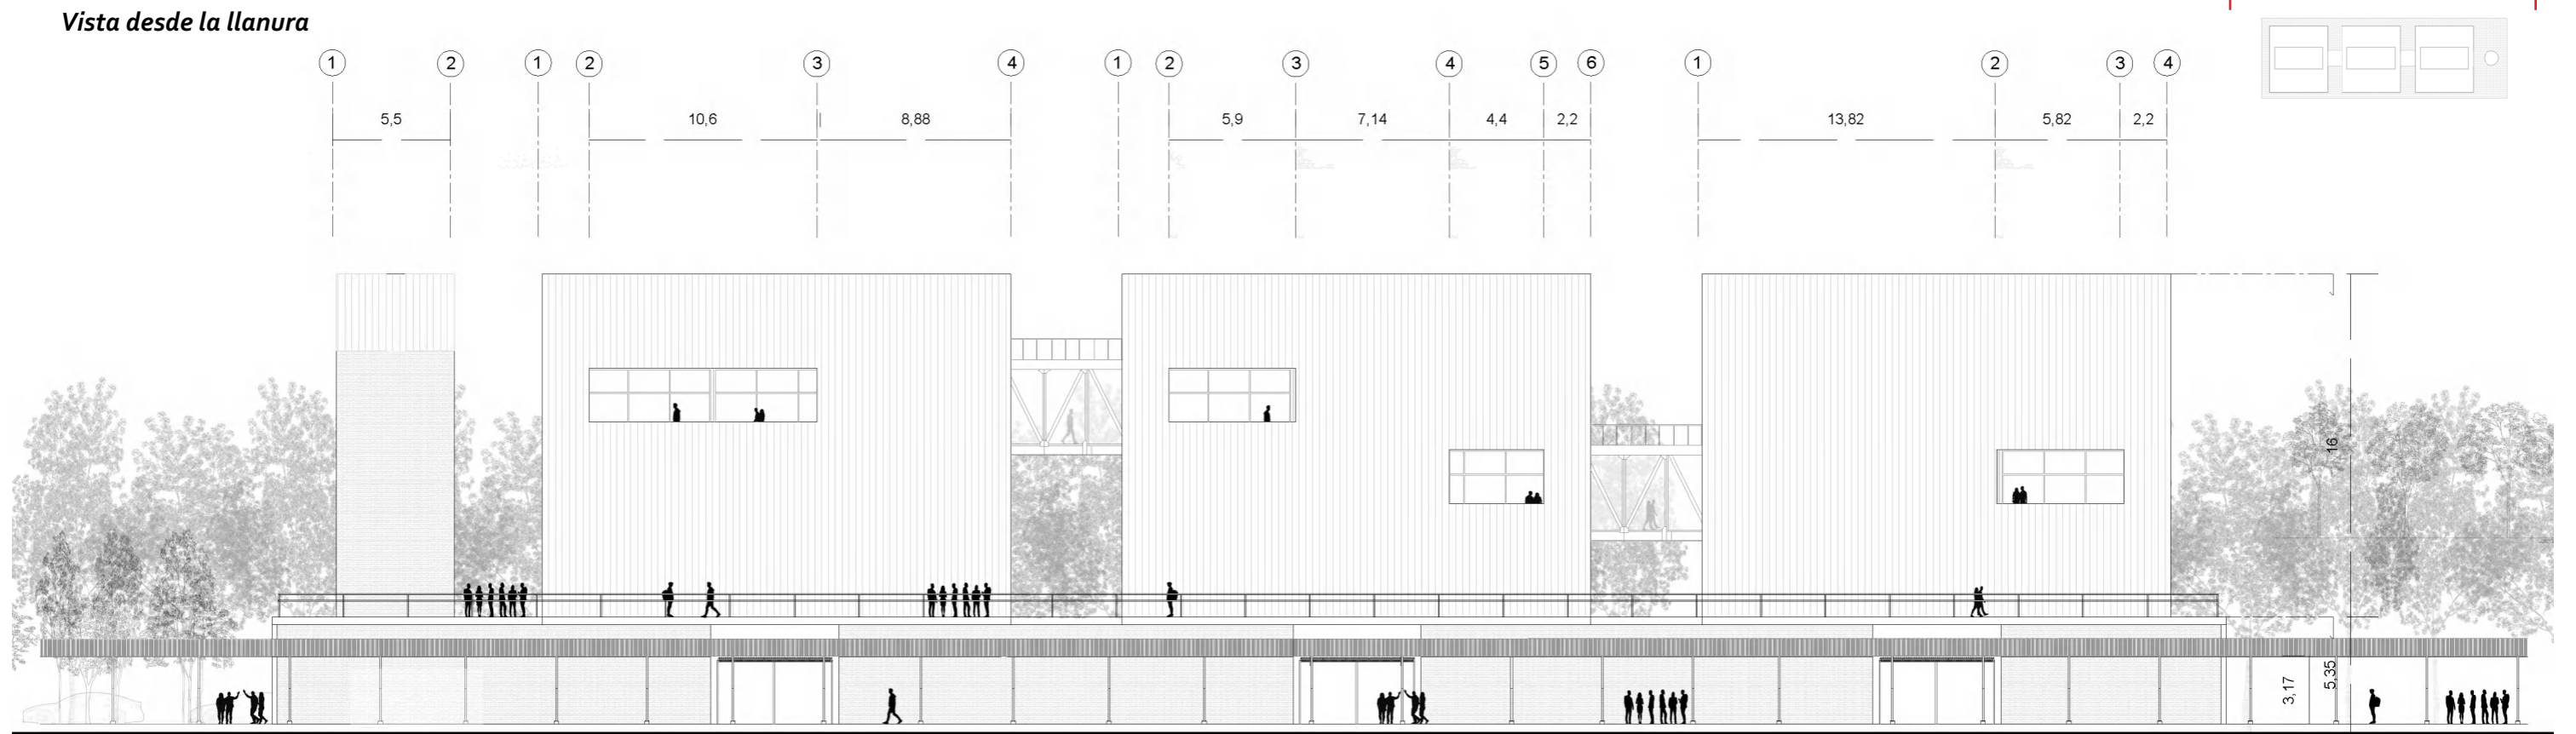 Vista desde la llanura
1 2 1 2 3 4 1 2 3 4 5 6 1 2 3 4
5,5 10,6 8,88 5,9 7,14 4,4 2,2 13,82 5,82 2,2
16
3,17
5,35